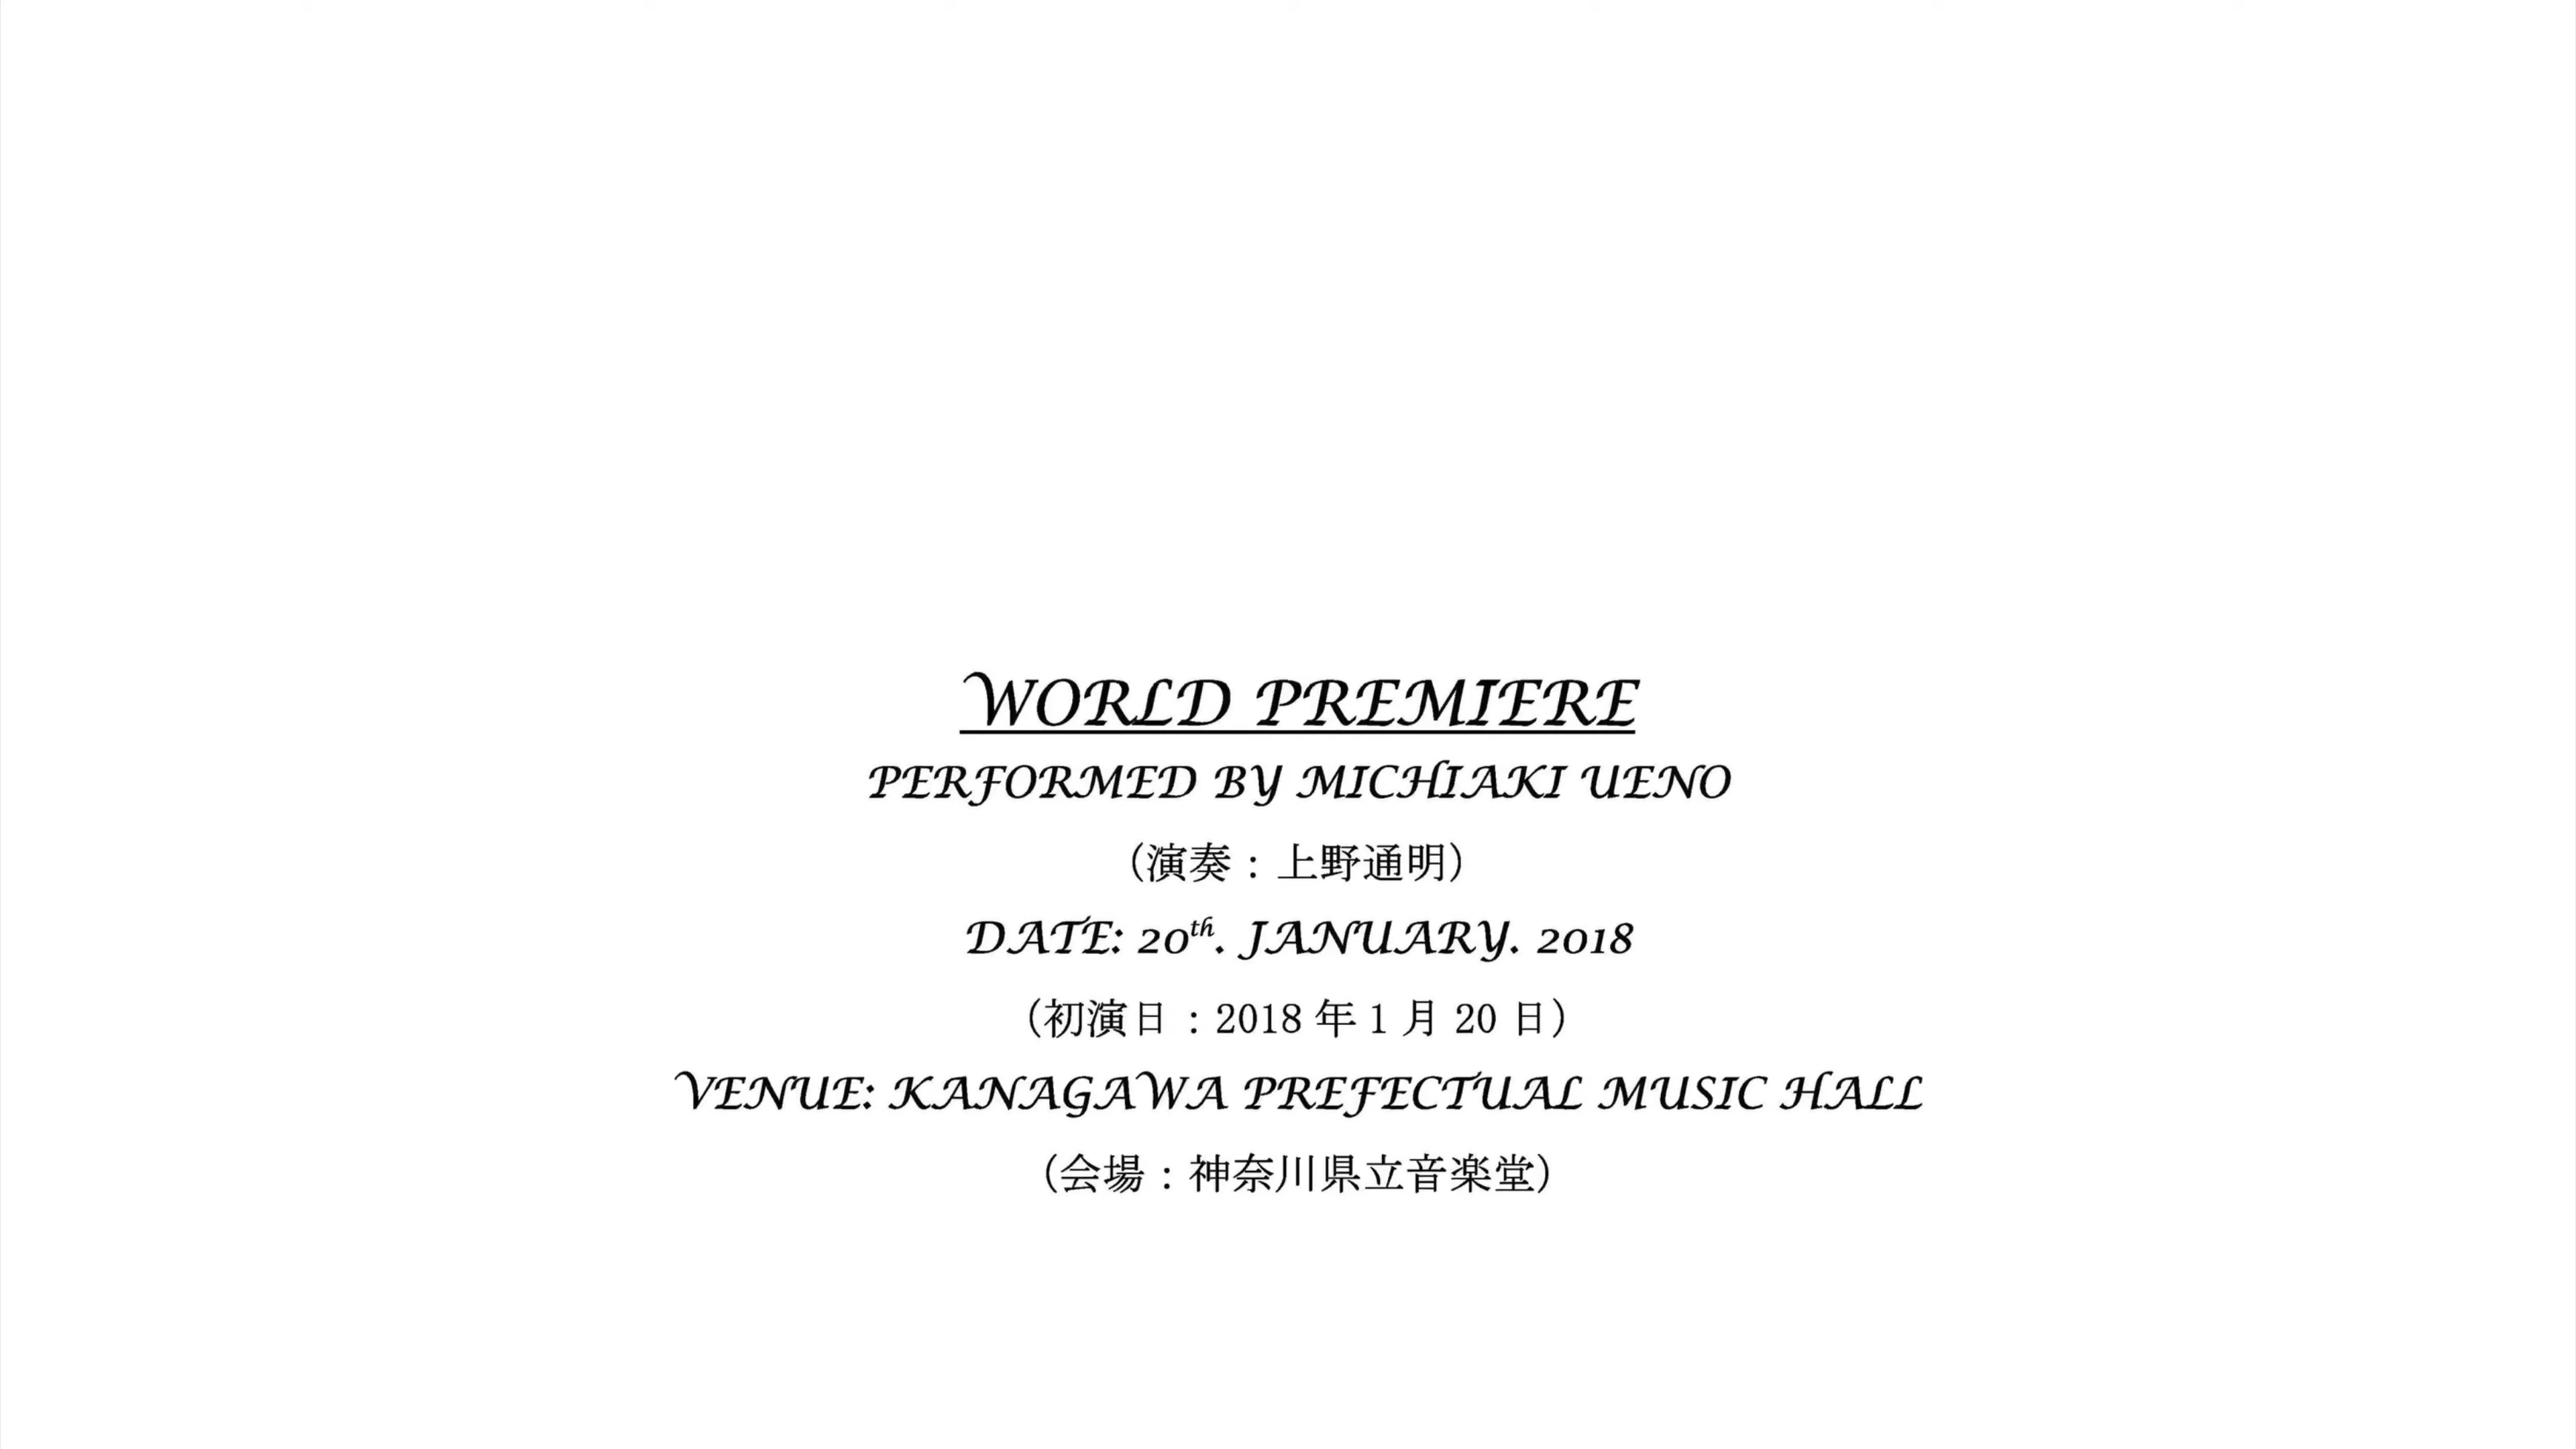 WORLD PREMIERE
PERFORMED BY MICHIAKI UENO
(演奏：上野通明)
DATE: 20th. JANUARY. 2018
(初演日：2018年1月20日)
VENUE: KANAGAWA PREFECTUAL MUSIC HALL
(会場：神奈川県立音楽堂)